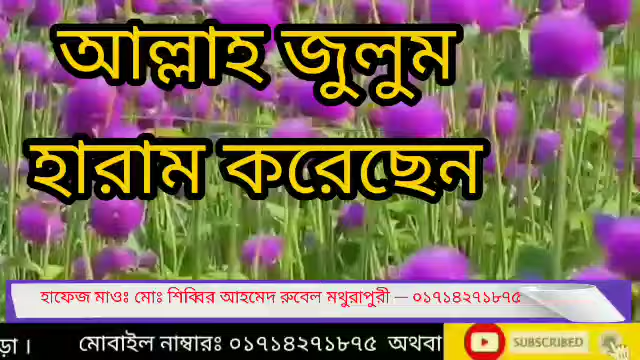 আল্লাহ জুলুম
হারাম করেছেন
হাফেজ মাওঃ মোঃ শিব্বির আহমেদ রুবেল মথুরাপুরী – ০১৭১৪২৭১৮৭৫
ড়া । মোবাইল নাম্বারঃ ০১৭১৪২৭১৮৭৫ অথবা
SUBSCRIBED